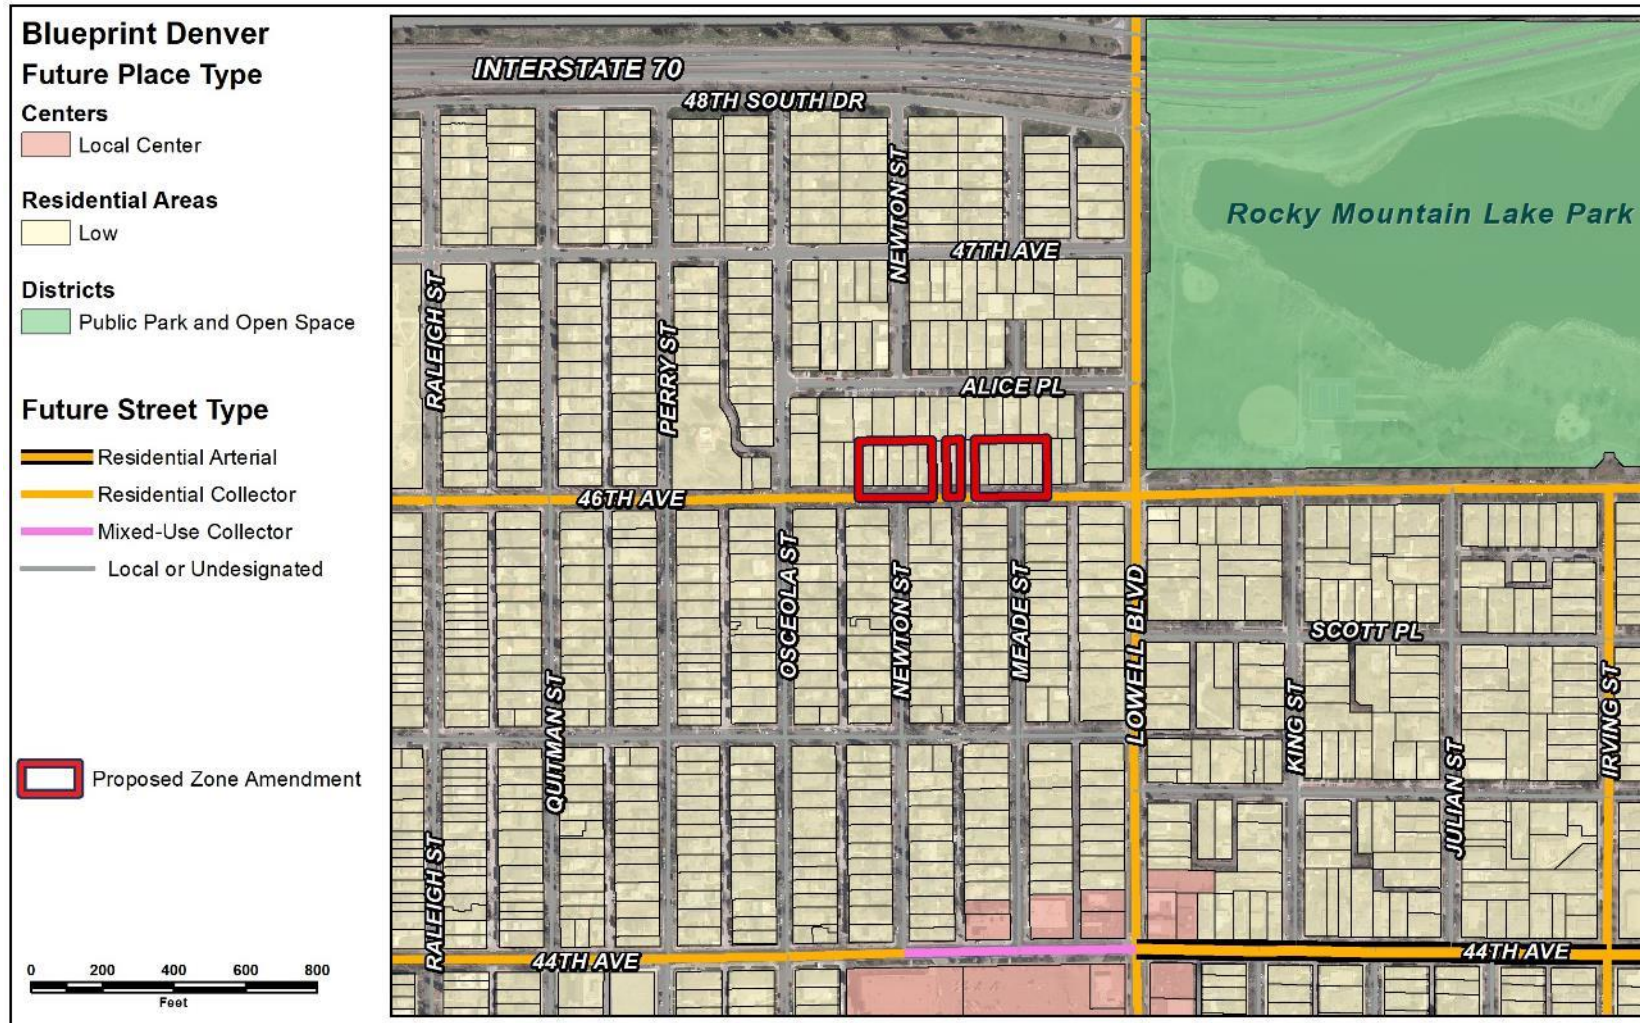 Blueprint Denver
Future Place Type
Centers
Local Center
Residential Areas
Low
Districts
Public Park and Open Space
Future Street Type
Residential Arterial
Residential Collector
Mixed-Use Collector
Local or Undesignated
Proposed Zone Amendment
0 200 400 600 800
Feet
INTERSTATE 70
48TH SOUTH DR
NEWTON ST
Rocky Mountain Lake Park
47TH AVE
RALEIGH ST
PERRY ST
ALICE PL
46TH AVE
OSCEOLA ST
NEWTON ST
MEADE ST
LOWELL BLVD
SCOTT PL
QUITMAN ST
KING ST
IRVING ST
JULIAN ST
RALEIGH ST
44TH AVE
44TH AVE